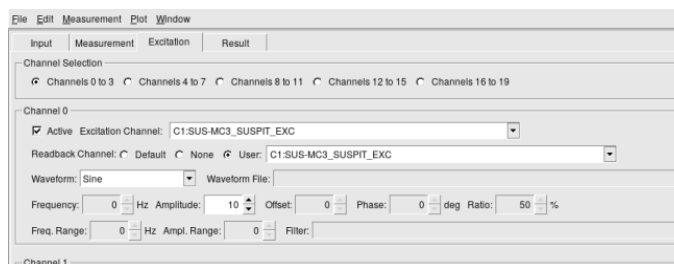 File Edit Measurement Plot Window
Input Measurement Excitation Result
Channel Selection
Channels 0 to 3 Channels 4 to 7 Channels 8 to 11 Channels 12 to 15 Channels 16 to 19
Channel 0
Active Excitation Channel: C1:SUS-MC3_SUSPIT_EXC
Readback Channel: Default None User: C1:SUS-MC3_SUSPIT_EXC
Waveform: Sine Waveform File:
Frequency: 0 Hz Amplitude: 10 Offset: 0 Phase: 0 deg Ratio: 50 %
Freq. Range: 0 Hz Ampl. Range: 0 Filter:
Channel 1